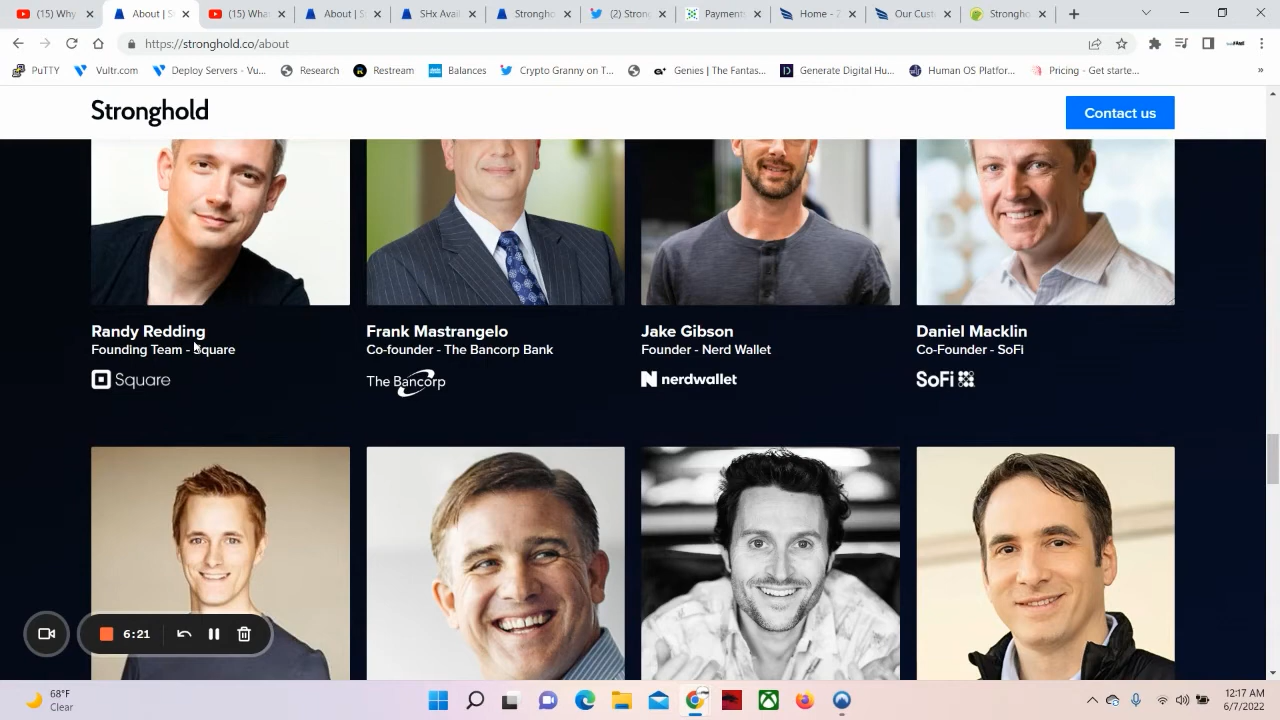 (15) Wh
About | S
(15) Wha
About | S
SHx Avai
Strongho
(2) Stron
Payments
Home - Z
Our Cust
Strongho
https://stronghold.co/about
PuTTY
Vultr.com
Deploy Servers - Vu...
Research
Restream
Balances
Crypto Granny on T...
Genies | The Fantas...
Generate Digital Hu...
Human OS Platfor...
Pricing - Get starte...
»
Stronghold
Contact us
Randy Redding
Founding Team - Square
Square
Frank Mastrangelo
Co-founder - The Bancorp Bank
The Bancorp
Jake Gibson
Founder - Nerd Wallet
nerdwallet
Daniel Macklin
Co-Founder - SoFi
SoFi
6:21
68°F
Clear
12:17 AM
6/7/2022